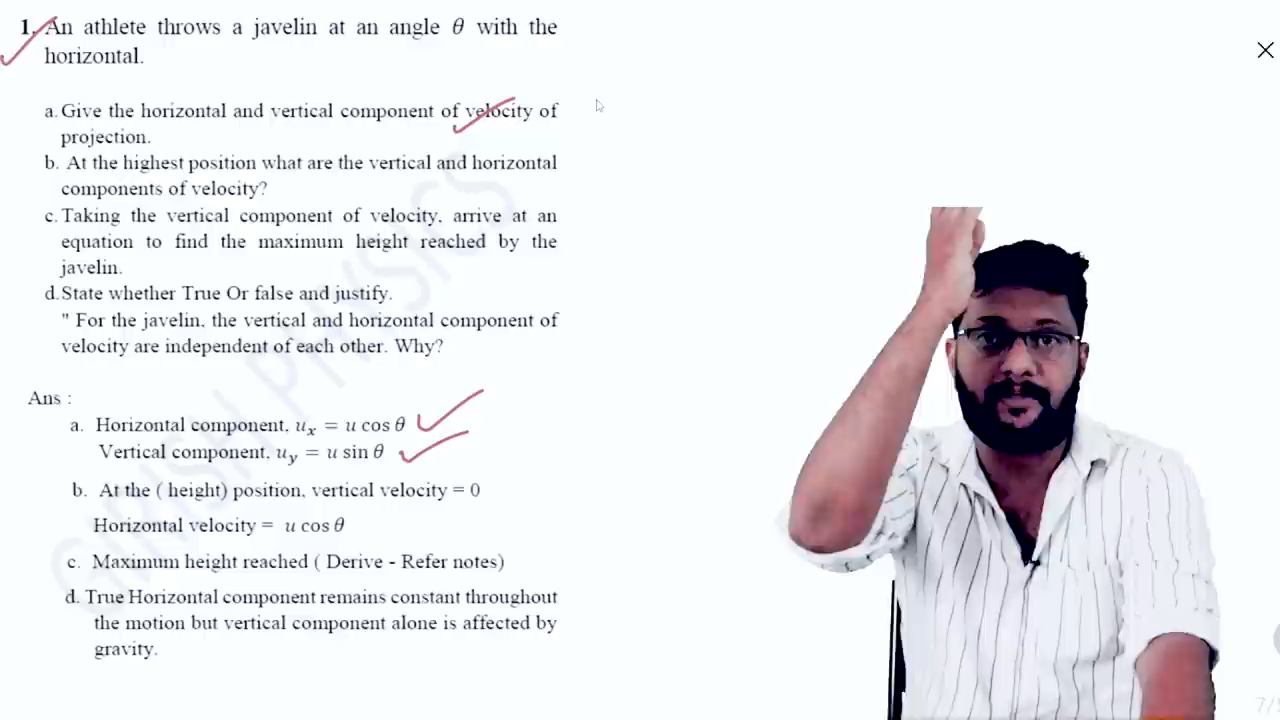 1. An athlete throws a javelin at an angle θ with the
horizontal.
a. Give the horizontal and vertical component of velocity of
projection.
b. At the highest position what are the vertical and horizontal
components of velocity?
c. Taking the vertical component of velocity, arrive at an
equation to find the maximum height reached by the
javelin.
d. State whether True Or false and justify.
" For the javelin, the vertical and horizontal component of
velocity are independent of each other. Why?
Ans :
a. Horizontal component, uₓ = u cos θ
Vertical component, u_y = u sin θ
b. At the ( height) position, vertical velocity = 0
Horizontal velocity = u cos θ
c. Maximum height reached ( Derive - Refer notes)
d. True Horizontal component remains constant throughout
the motion but vertical component alone is affected by
gravity.
GIRISH PHYSICS